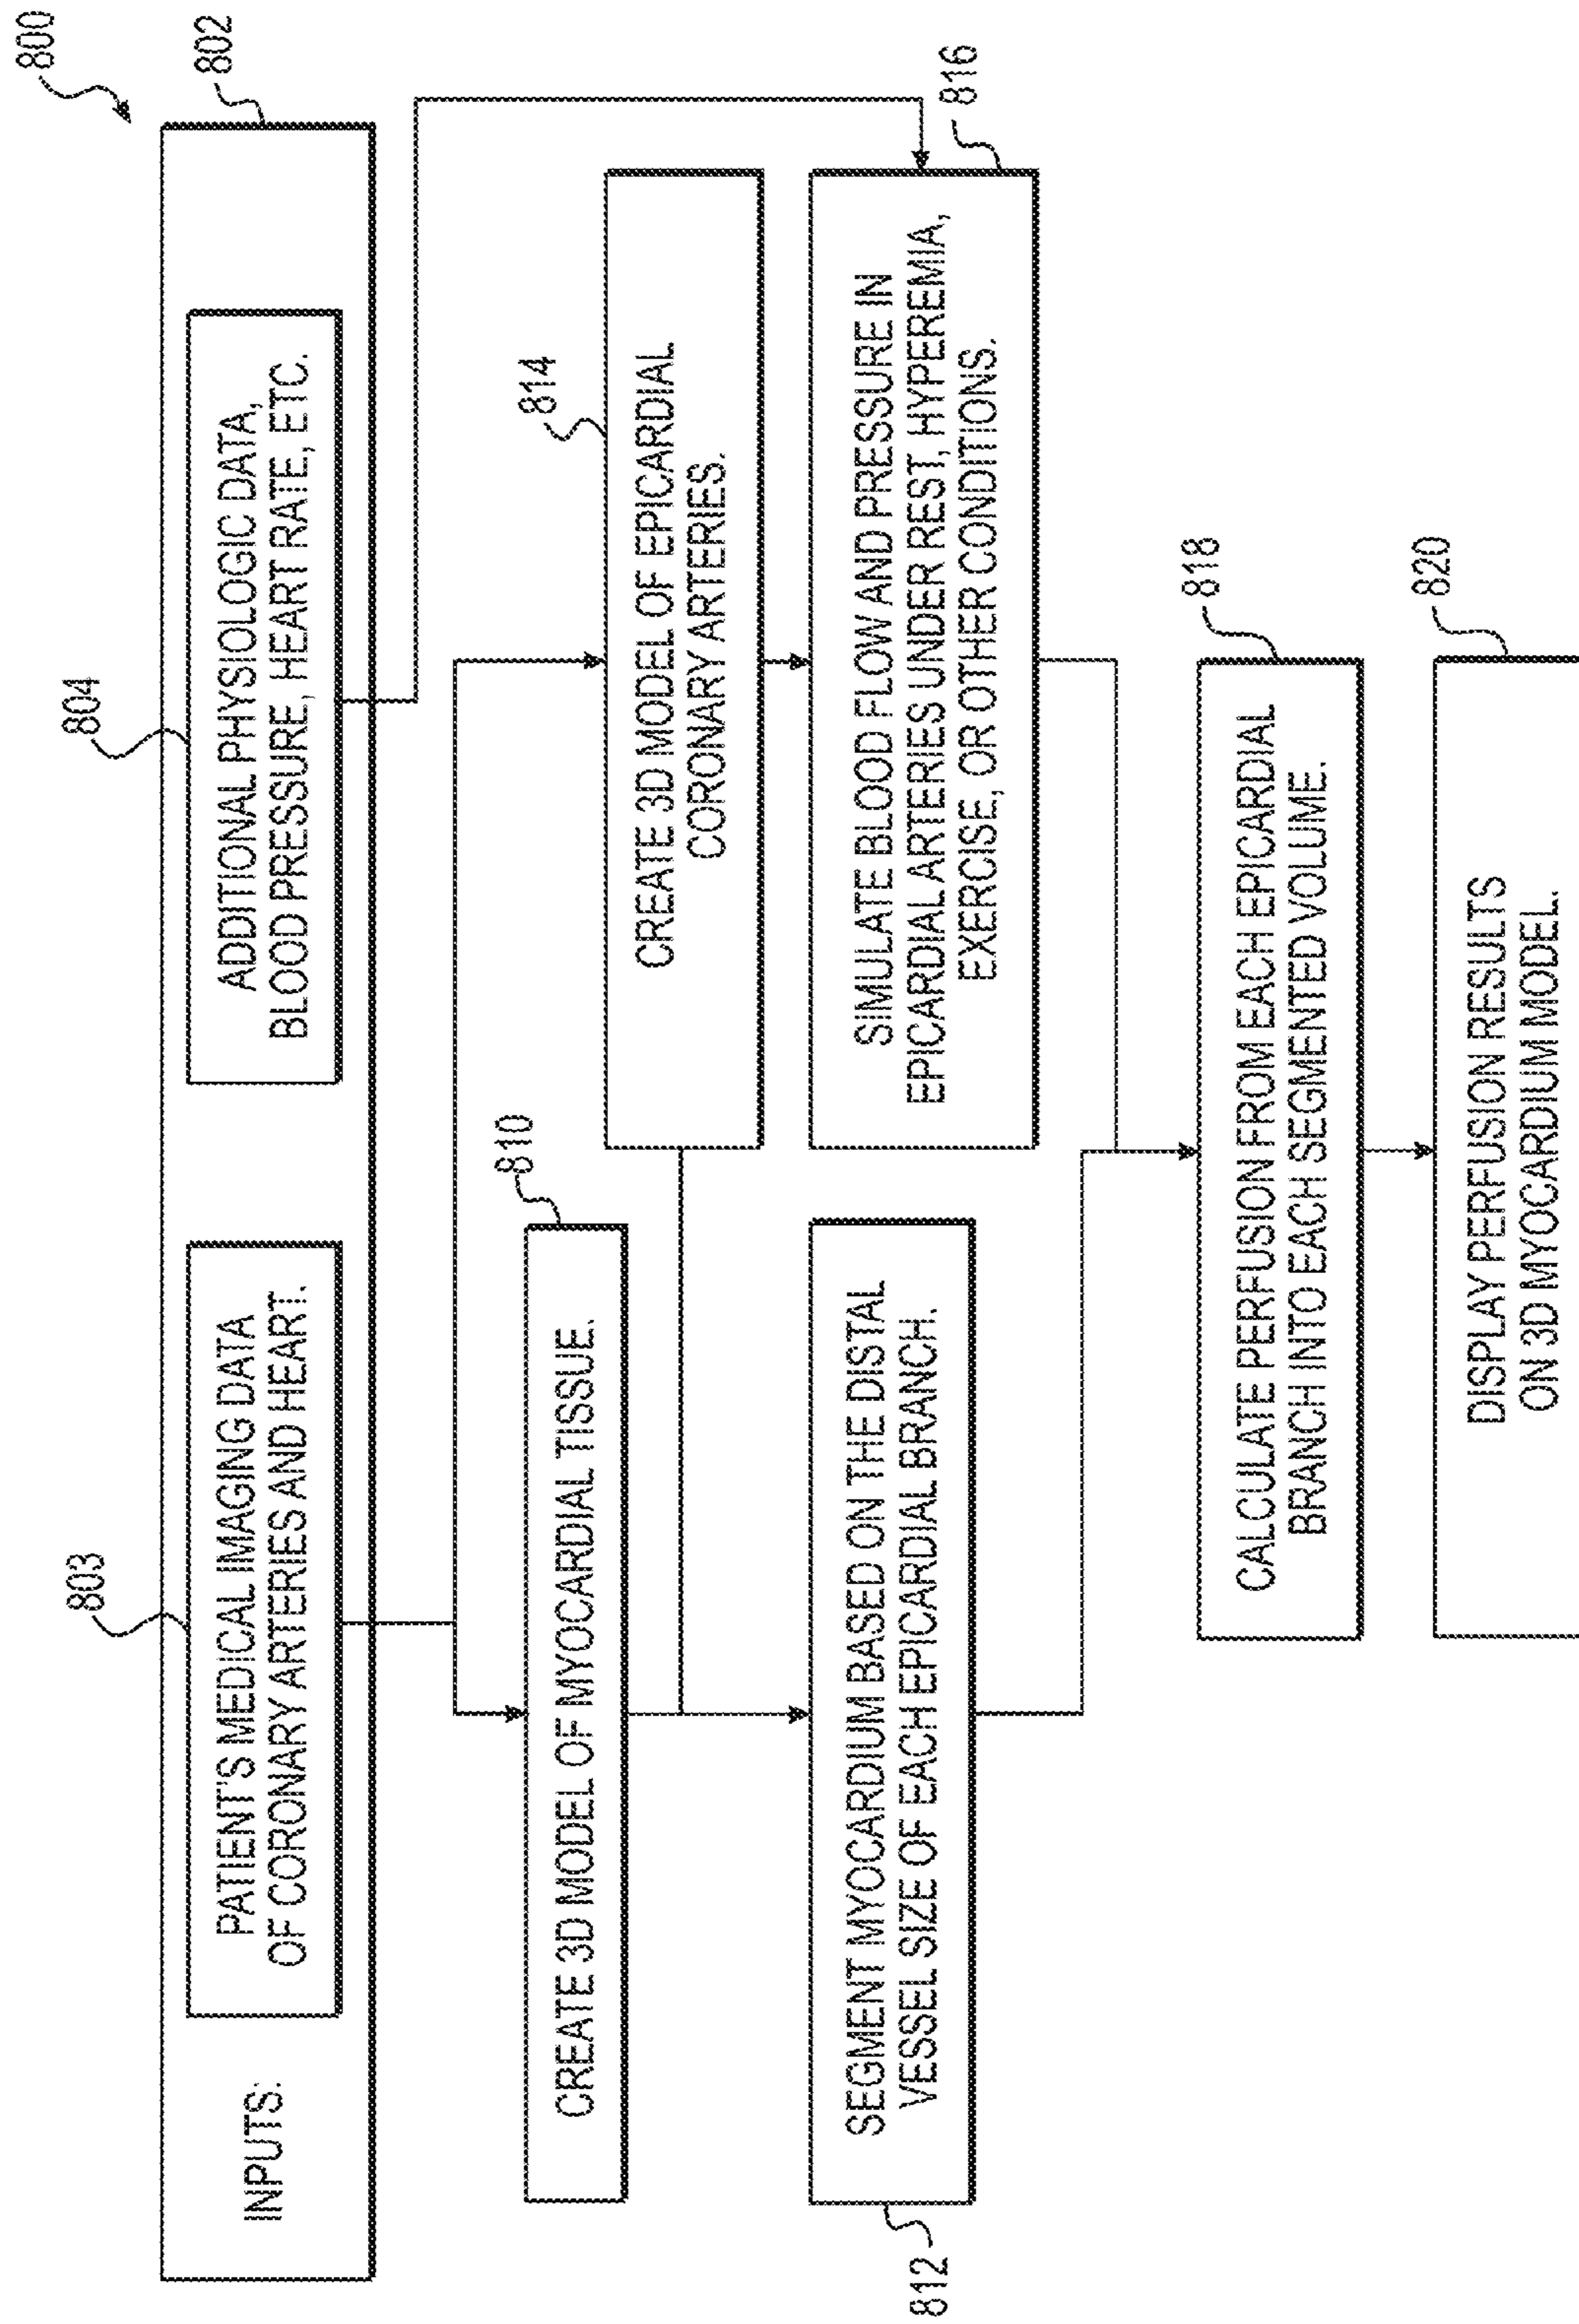 800
802
INPUTS:
803
PATIENT'S MEDICAL IMAGING DATA
OF CORONARY ARTERIES AND HEART.
804
ADDITIONAL PHYSIOLOGIC DATA,
BLOOD PRESSURE, HEART RATE, ETC.
810
CREATE 3D MODEL OF MYOCARDIAL TISSUE.
814
CREATE 3D MODEL OF EPICARDIAL
CORONARY ARTERIES.
812
SEGMENT MYOCARDIUM BASED ON THE DISTAL
VESSEL SIZE OF EACH EPICARDIAL BRANCH.
816
SIMULATE BLOOD FLOW AND PRESSURE IN
EPICARDIAL ARTERIES UNDER REST, HYPEREMIA,
EXERCISE, OR OTHER CONDITIONS.
818
CALCULATE PERFUSION FROM EACH EPICARDIAL
BRANCH INTO EACH SEGMENTED VOLUME.
820
DISPLAY PERFUSION RESULTS
ON 3D MYOCARDIUM MODEL.